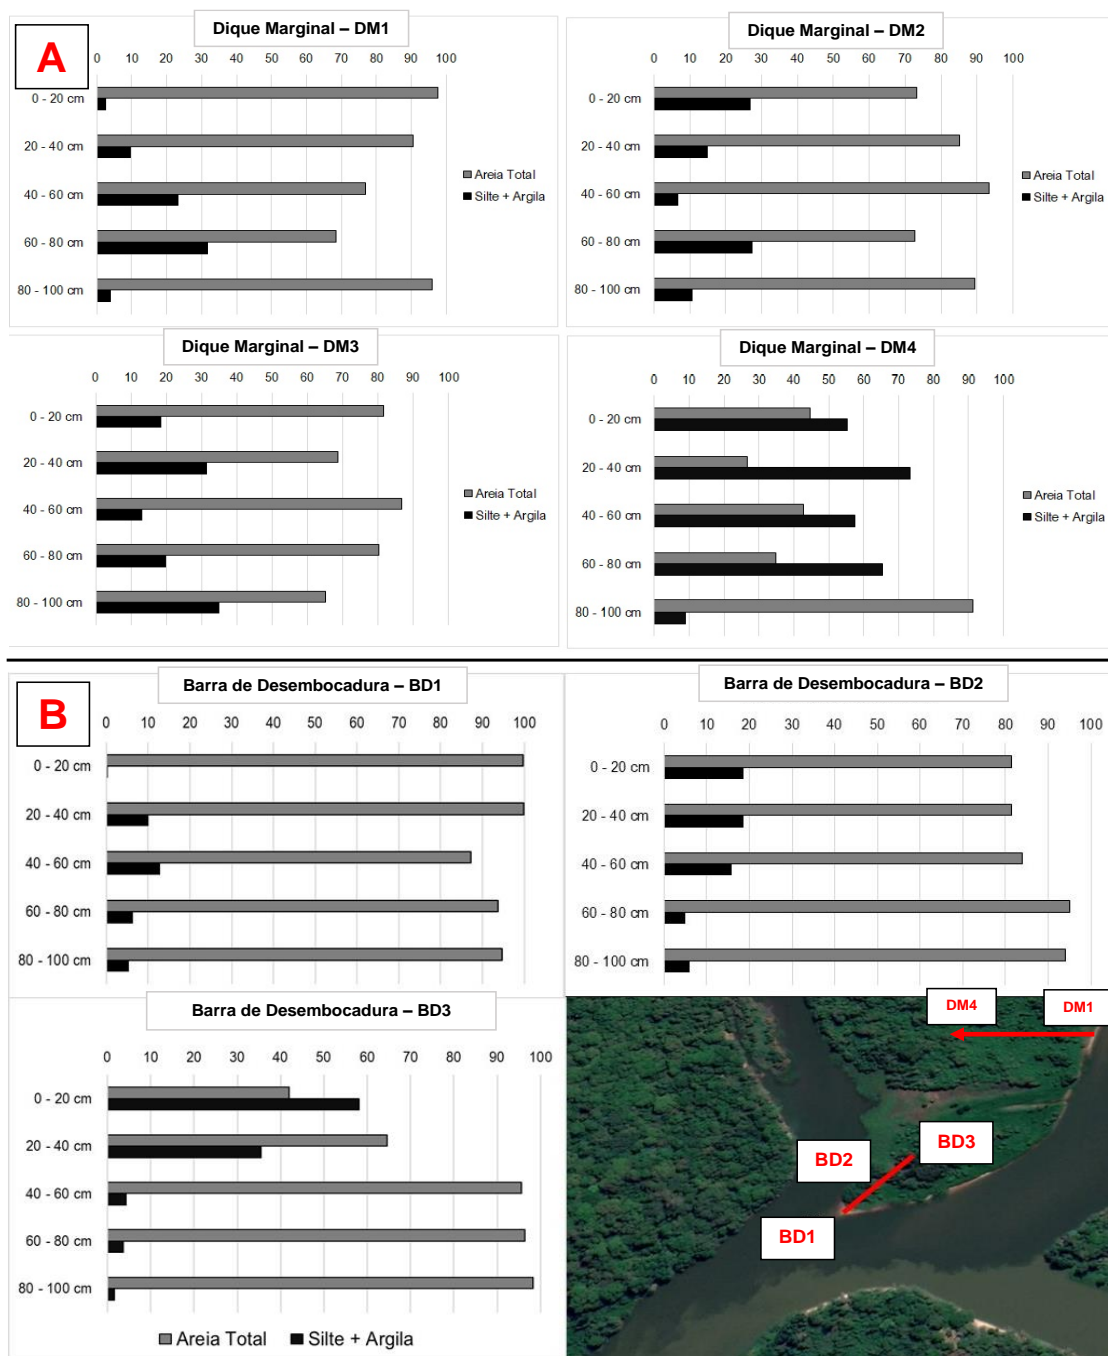 A
Dique Marginal – DM1
0 10 20 30 40 50 60 70 80 90 100
0 - 20 cm
20 - 40 cm
40 - 60 cm
60 - 80 cm
80 - 100 cm
Areia Total
Silte + Argila
Dique Marginal – DM2
0 10 20 30 40 50 60 70 80 90 100
0 - 20 cm
20 - 40 cm
40 - 60 cm
60 - 80 cm
80 - 100 cm
Areia Total
Silte + Argila
Dique Marginal – DM3
0 10 20 30 40 50 60 70 80 90 100
0 - 20 cm
20 - 40 cm
40 - 60 cm
60 - 80 cm
80 - 100 cm
Areia Total
Silte + Argila
Dique Marginal – DM4
0 10 20 30 40 50 60 70 80 90 100
0 - 20 cm
20 - 40 cm
40 - 60 cm
60 - 80 cm
80 - 100 cm
Areia Total
Silte + Argila
B
Barra de Desembocadura – BD1
0 10 20 30 40 50 60 70 80 90 100
0 - 20 cm
20 - 40 cm
40 - 60 cm
60 - 80 cm
80 - 100 cm
Barra de Desembocadura – BD2
0 10 20 30 40 50 60 70 80 90 100
0 - 20 cm
20 - 40 cm
40 - 60 cm
60 - 80 cm
80 - 100 cm
Barra de Desembocadura – BD3
0 10 20 30 40 50 60 70 80 90 100
0 - 20 cm
20 - 40 cm
40 - 60 cm
60 - 80 cm
80 - 100 cm
Areia Total Silte + Argila
DM4 DM1
BD3
BD2
BD1